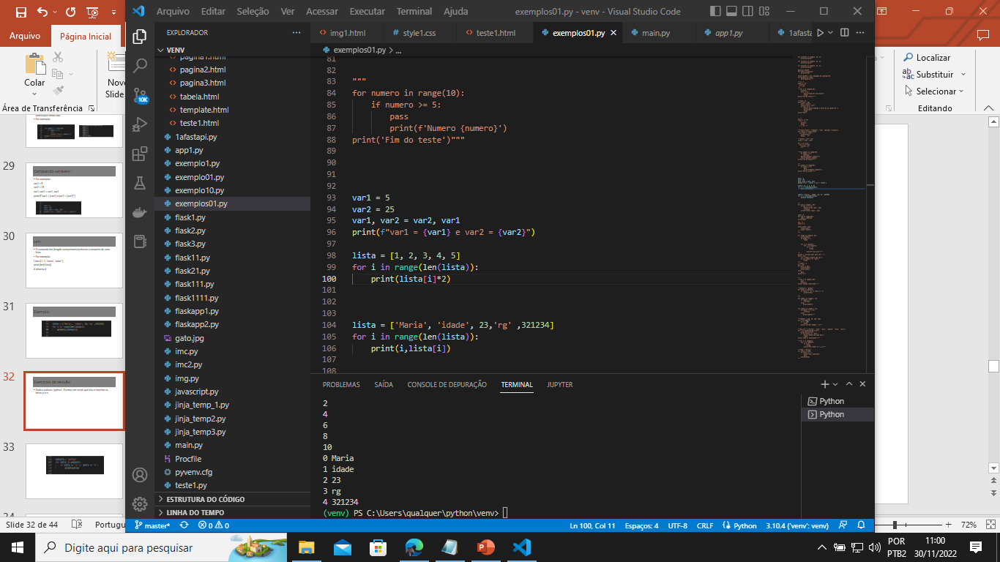 Arquivo
Página Inicial
Colar
Novo
Slide
Área de Transferência
29
30
31
32
33
Slide 32 de 44
Portugu
Arquivo Editar Seleção Ver Acessar Executar Terminal Ajuda
exemplos01.py - venv - Visual Studio Code
EXPLORADOR
VENV
pagina1.html
pagina2.html
pagina3.html
tabela.html
template.html
teste1.html
1afastapi.py
app1.py
exemplo1.py
exemplo01.py
exemplo10.py
exemplos01.py
flask1.py
flask2.py
flask3.py
flask11.py
flask21.py
flask111.py
flask1111.py
flaskapp1.py
flaskapp2.py
gato.jpg
imc.py
imc2.py
img.py
javascript.py
jinja_temp_1.py
jinja_temp2.py
jinja_temp3.py
main.py
Procfile
pyvenv.cfg
teste1.py
ESTRUTURA DO CÓDIGO
LINHA DO TEMPO
10K
img1.html
style1.css
teste1.html
exemplos01.py
main.py
app1.py
1afasta
exemplos01.py > ...
81
82
83 """
84 for numero in range(10):
85 if numero >= 5:
86 pass
87 print(f'Numero {numero}')
88 print('Fim do teste')"""
89
90
91
92
93 var1 = 5
94 var2 = 25
95 var1, var2 = var2, var1
96 print(f"var1 = {var1} e var2 = {var2}")
97
98 lista = [1, 2, 3, 4, 5]
99 for i in range(len(lista)):
100 print(lista[i]*2)
101
102
103
104 lista = ['Maria', 'idade', 23,'rg' ,321234]
105 for i in range(len(lista)):
106 print(i,lista[i])
107
108
PROBLEMAS SAÍDA CONSOLE DE DEPURAÇÃO TERMINAL JUPYTER
2
4
6
8
10
0 Maria
1 idade
2 23
3 rg
4 321234
(venv) PS C:\Users\qualquer\python\venv>
Python
Python
master* 0 0
Ln 100, Col 11 Espaços: 4 UTF-8 CRLF Python 3.10.4 ('venv': venv)
Localizar
Substituir
Selecionar
Editando
72%
Digite aqui para pesquisar
POR
PTB2
11:00
30/11/2022